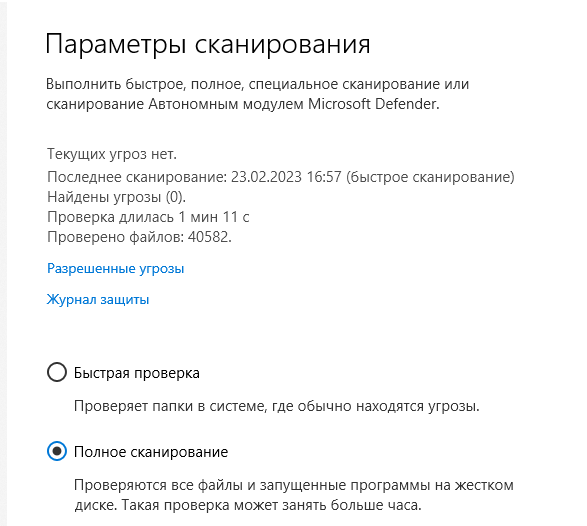 Параметры сканирования
Выполнить быстрое, полное, специальное сканирование или
сканирование Автономным модулем Microsoft Defender.
Текущих угроз нет.
Последнее сканирование: 23.02.2023 16:57 (быстрое сканирование)
Найдены угрозы (0).
Проверка длилась 1 мин 11 с
Проверено файлов: 40582.
Разрешенные угрозы
Журнал защиты
Быстрая проверка
Проверяет папки в системе, где обычно находятся угрозы.
Полное сканирование
Проверяются все файлы и запущенные программы на жестком
диске. Такая проверка может занять больше часа.